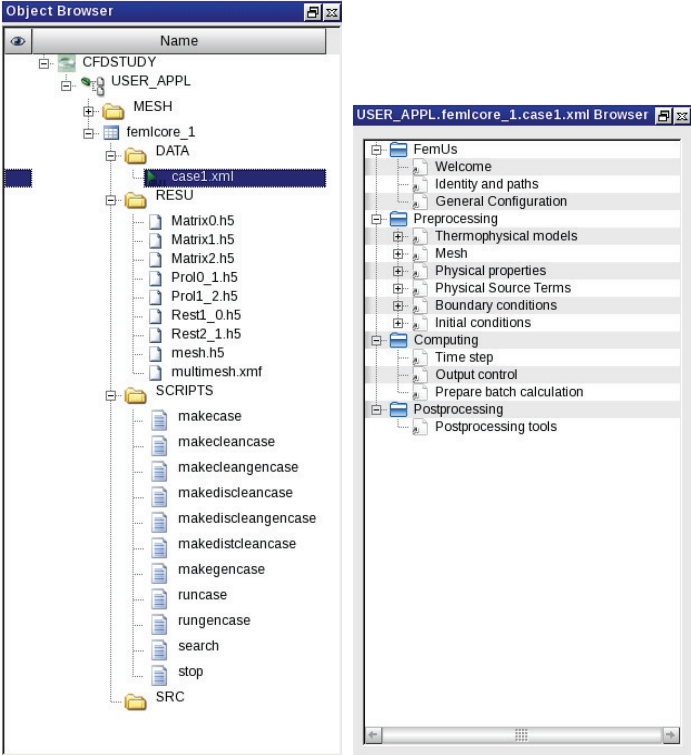 Object Browser
Name
CFDSTUDY
USER_APPL
MESH
femlcore_1
DATA
case1.xml
RESU
Matrix0.h5
Matrix1.h5
Matrix2.h5
Prol0_1.h5
Prol1_2.h5
Rest1_0.h5
Rest2_1.h5
mesh.h5
multimesh.xmf
SCRIPTS
makecase
makecleancase
makecleangencase
makediscleancase
makediscleangencase
makedistcleancase
makegencase
runcase
rungencase
search
stop
SRC
USER_APPL.femlcore_1.case1.xml Browser
FemUs
Welcome
Identity and paths
General Configuration
Preprocessing
Thermophysical models
Mesh
Physical properties
Physical Source Terms
Boundary conditions
Initial conditions
Computing
Time step
Output control
Prepare batch calculation
Postprocessing
Postprocessing tools